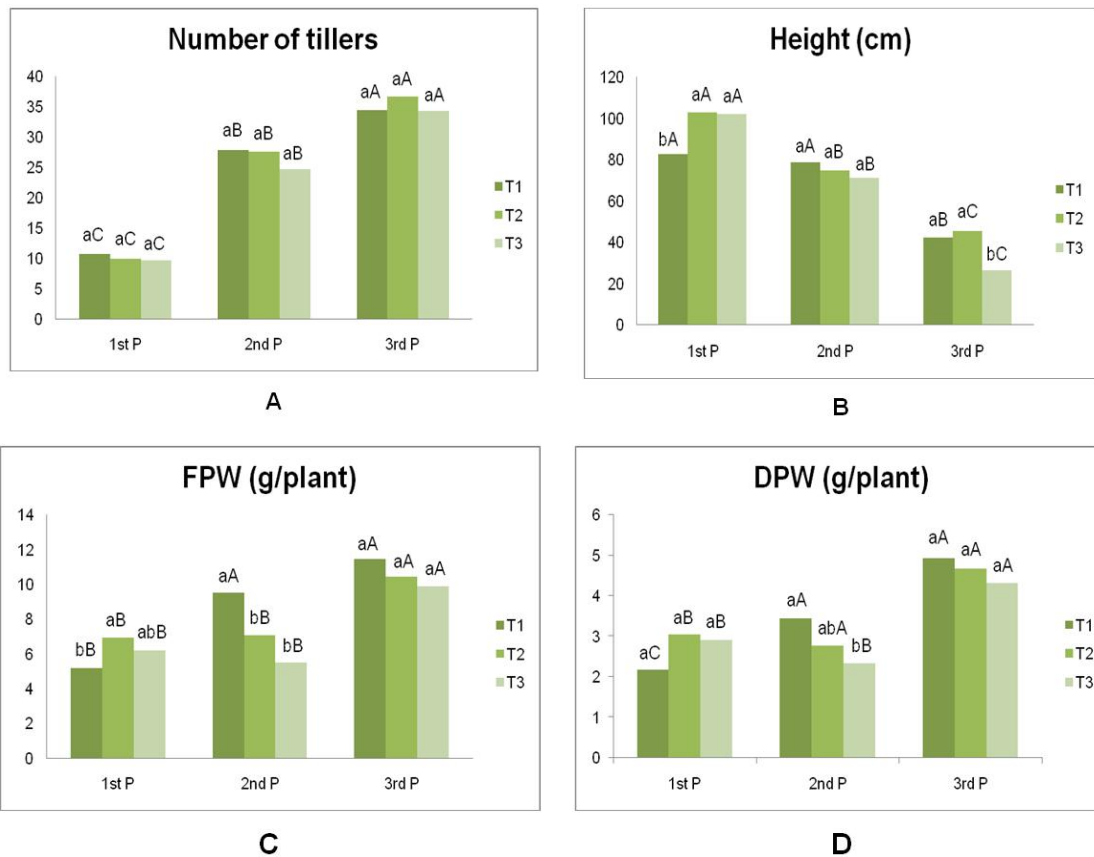 Number of tillers
40
35
30
25
20
15
10
5
0
aC aC aC
aB aB aB
aA aA aA
1st P 2nd P 3rd P
T1
T2
T3
A
Height (cm)
120
100
80
60
40
20
0
bA aA aA
aA aB aB
aB aC bC
1st P 2nd P 3rd P
T1
T2
T3
B
FPW (g/plant)
14
12
10
8
6
4
2
0
bB aB abB
aA bB bB
aA aA aA
1st P 2nd P 3rd P
T1
T2
T3
C
DPW (g/plant)
6
5
4
3
2
1
0
aC aB aB
aA abA bB
aA aA aA
1st P 2nd P 3rd P
T1
T2
T3
D